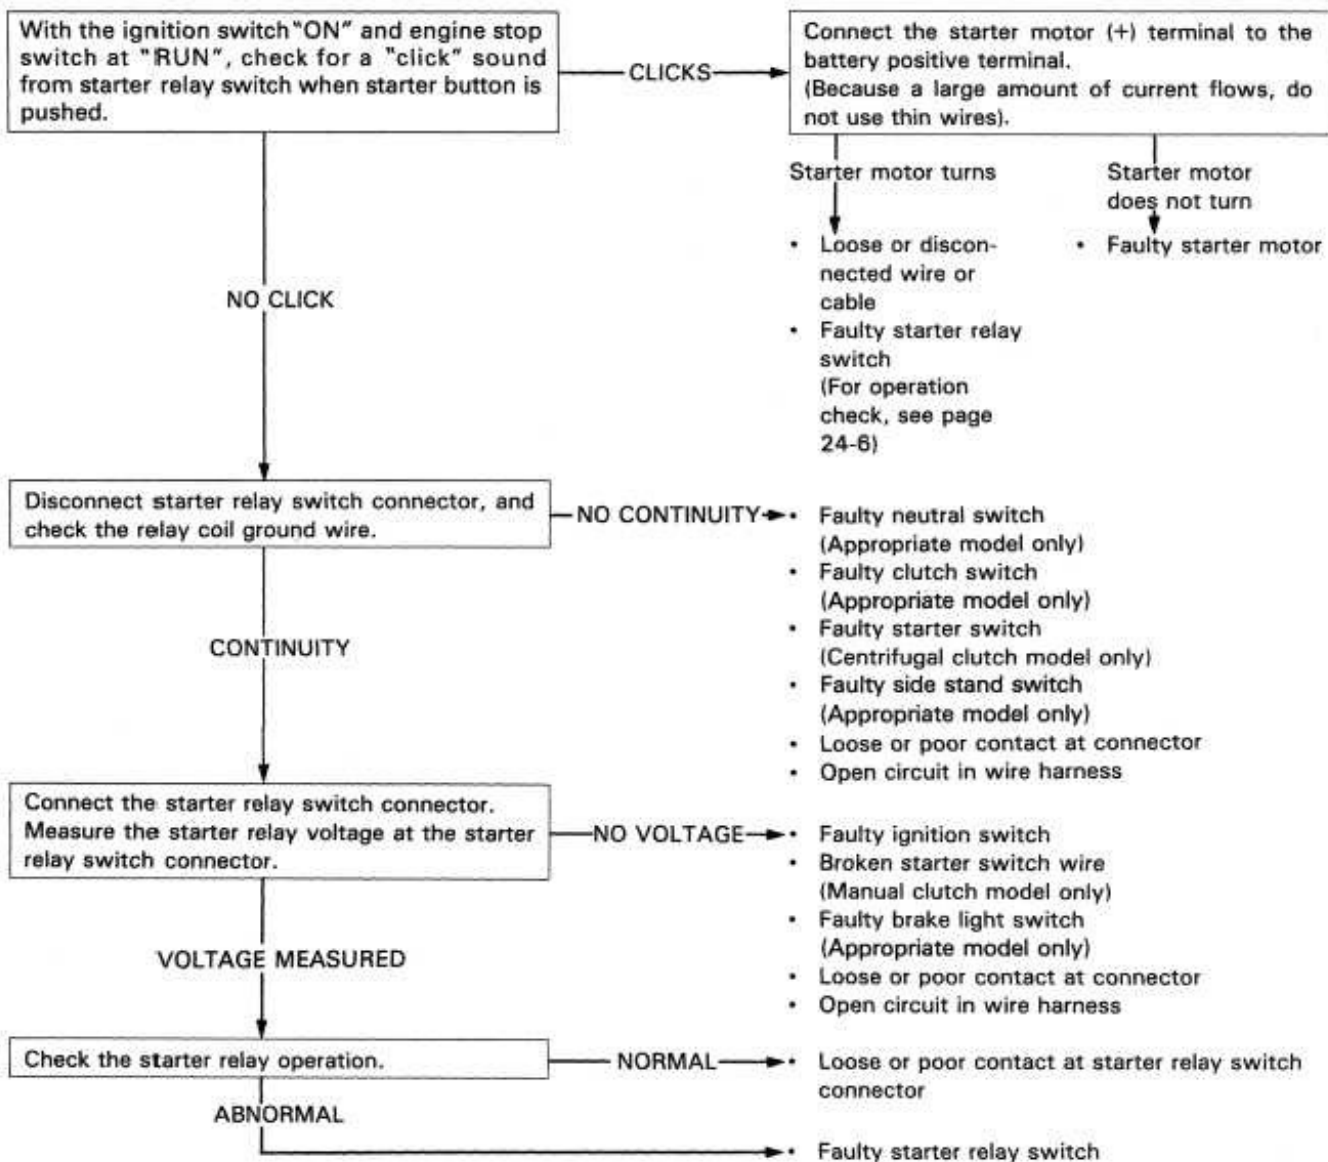 With the ignition switch "ON" and engine stop
switch at "RUN", check for a "click" sound
from starter relay switch when starter button is
pushed.
CLICKS
Connect the starter motor (+) terminal to the
battery positive terminal.
(Because a large amount of current flows, do
not use thin wires).
Starter motor turns
Starter motor
does not turn
• Loose or discon-
nected wire or
cable
• Faulty starter relay
switch
(For operation
check, see page
24-6)
• Faulty starter motor
NO CLICK
Disconnect starter relay switch connector, and
check the relay coil ground wire.
NO CONTINUITY
• Faulty neutral switch
(Appropriate model only)
• Faulty clutch switch
(Appropriate model only)
• Faulty starter switch
(Centrifugal clutch model only)
• Faulty side stand switch
(Appropriate model only)
• Loose or poor contact at connector
• Open circuit in wire harness
CONTINUITY
Connect the starter relay switch connector.
Measure the starter relay voltage at the starter
relay switch connector.
NO VOLTAGE
• Faulty ignition switch
• Broken starter switch wire
(Manual clutch model only)
• Faulty brake light switch
(Appropriate model only)
• Loose or poor contact at connector
• Open circuit in wire harness
VOLTAGE MEASURED
Check the starter relay operation.
NORMAL
• Loose or poor contact at starter relay switch
connector
ABNORMAL
• Faulty starter relay switch